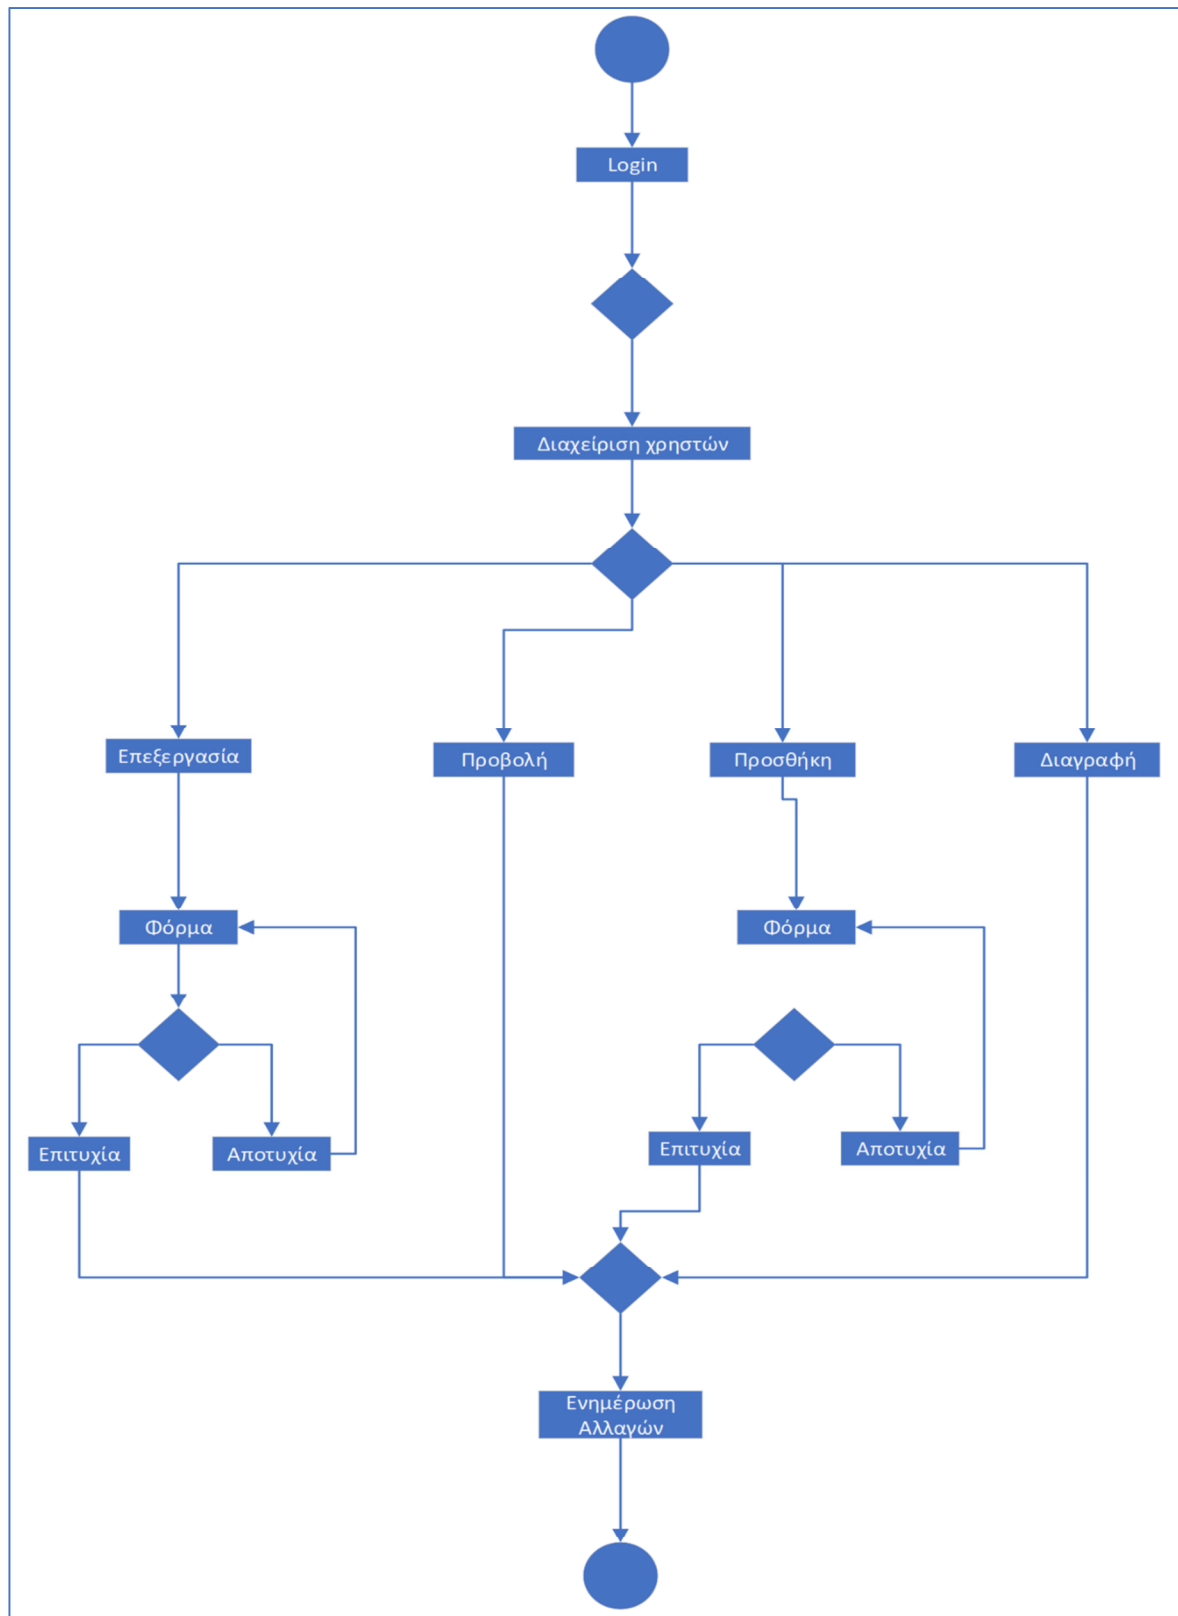 Login
Διαχείριση χρηστών
Επεξεργασία
Προβολή
Προσθήκη
Διαγραφή
Φόρμα
Φόρμα
Επιτυχία
Αποτυχία
Επιτυχία
Αποτυχία
Ενημέρωση
Αλλαγών